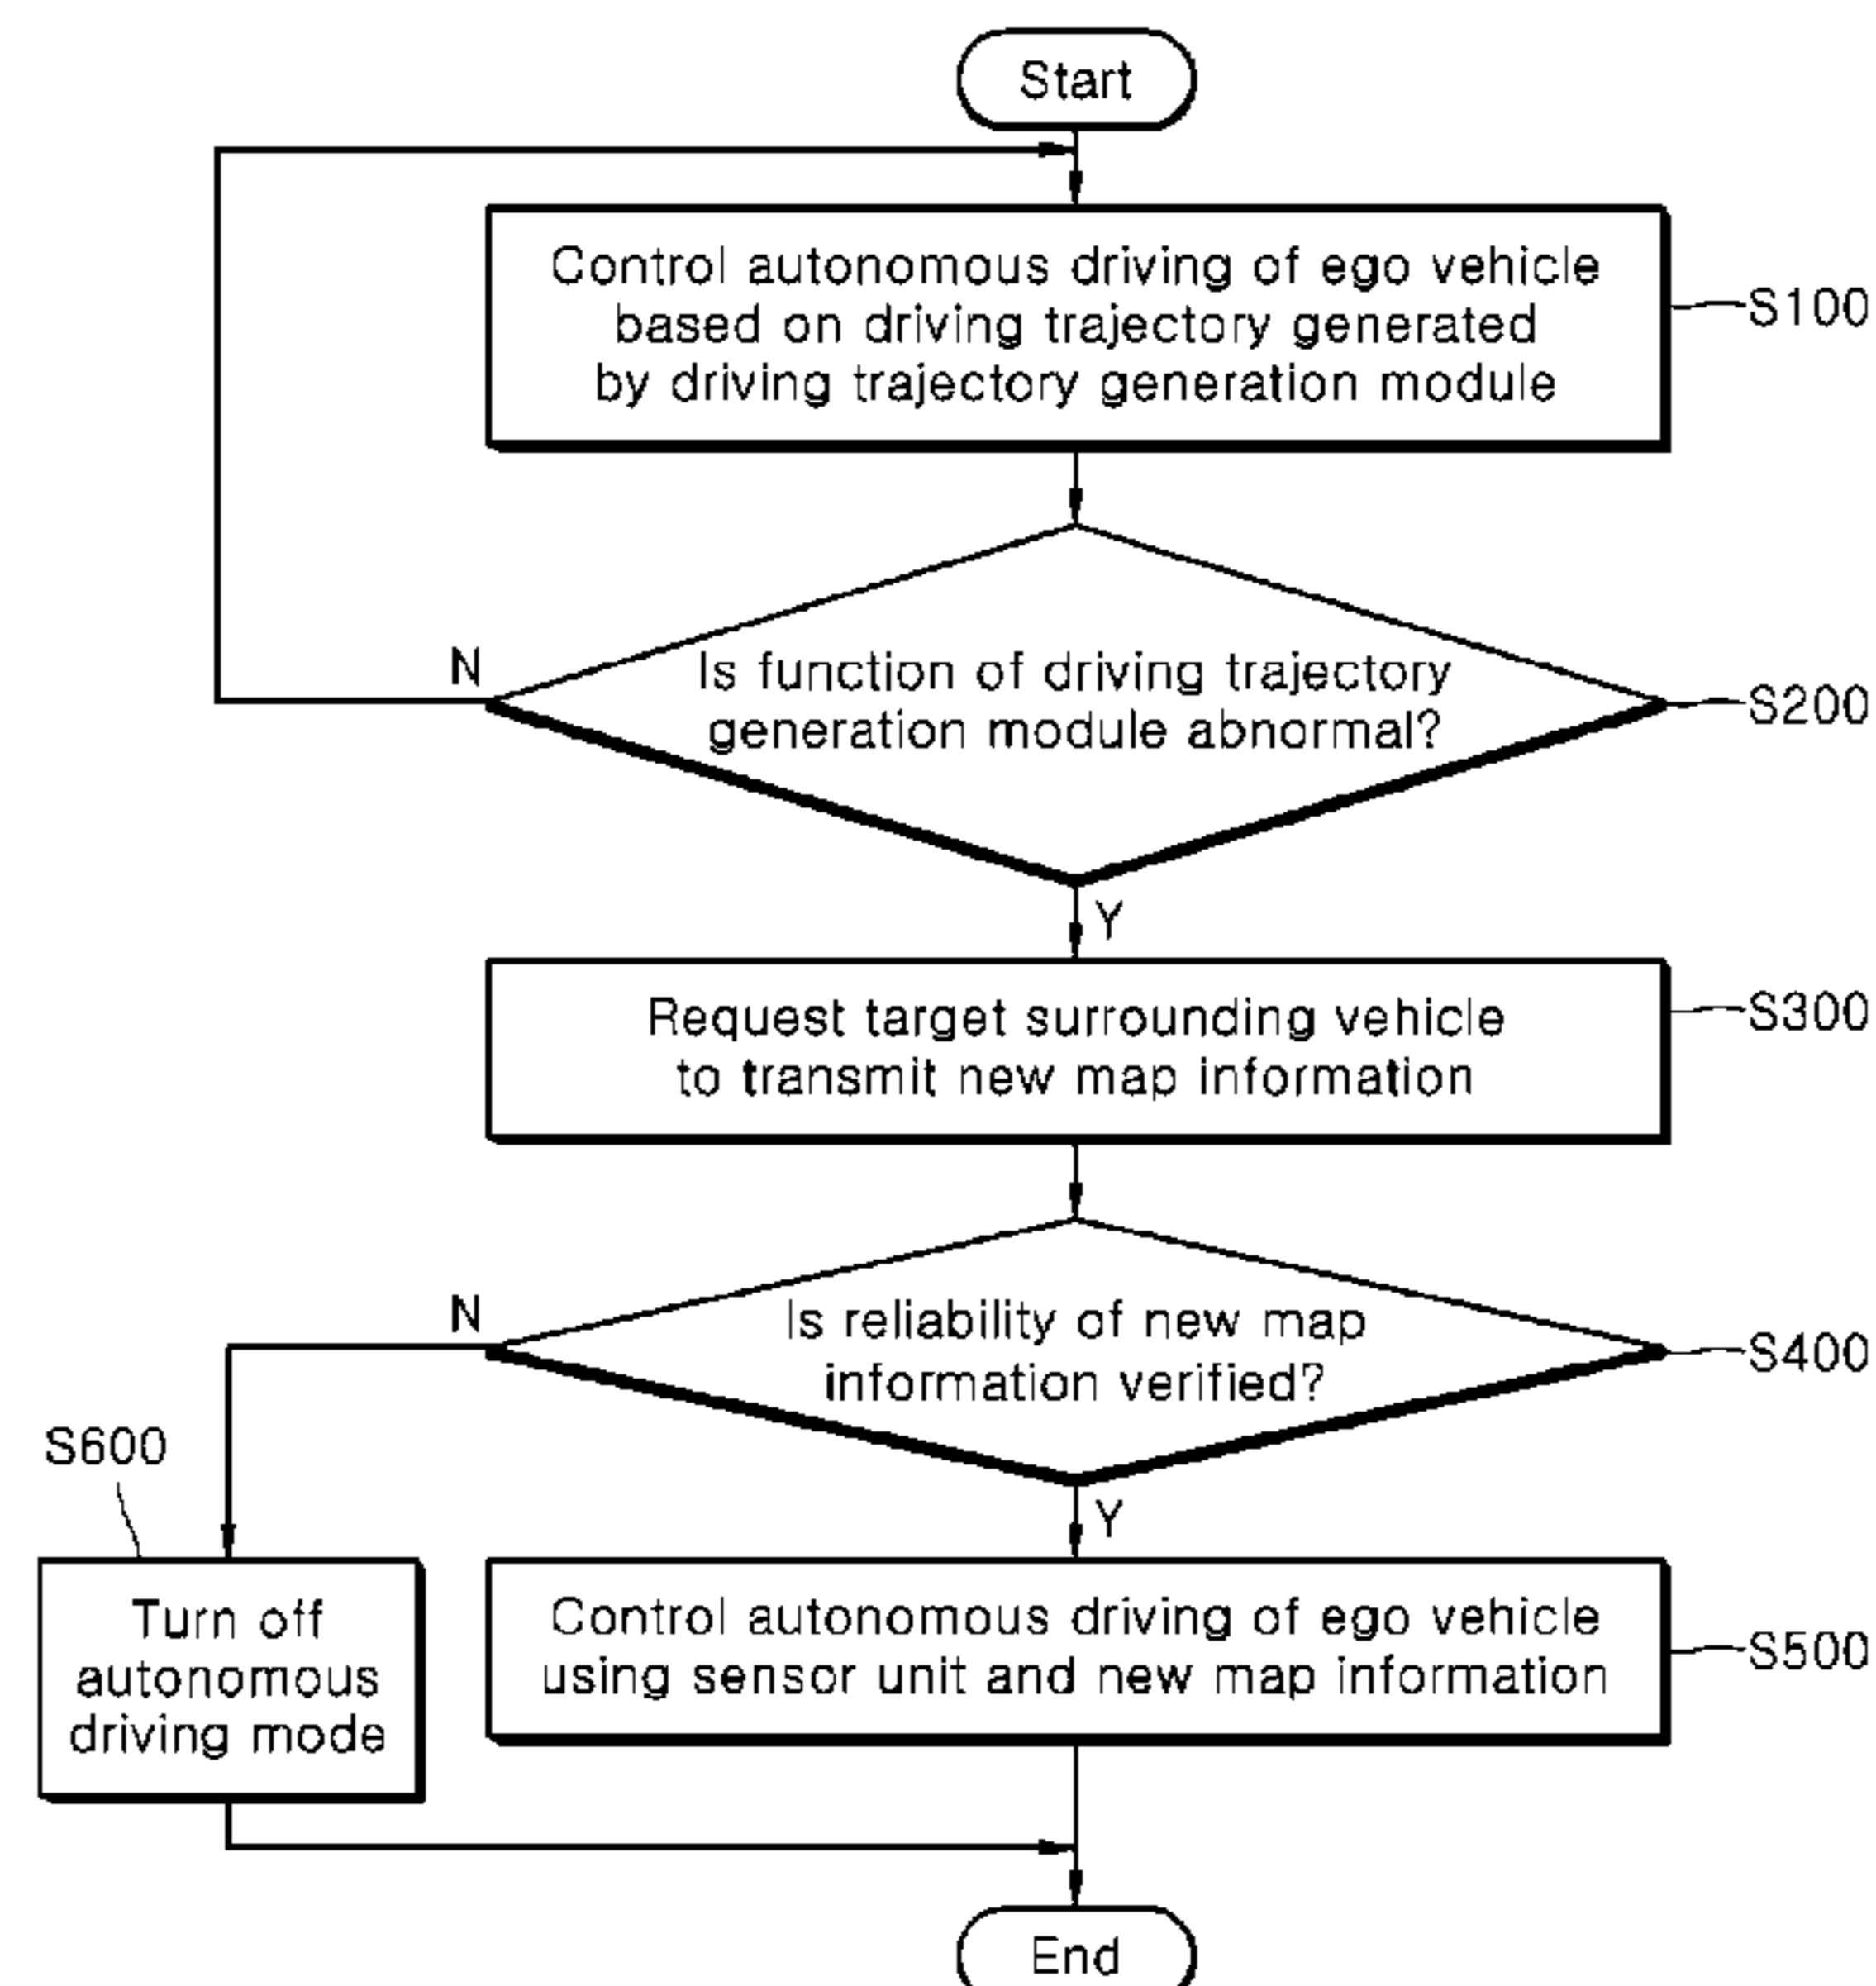 Start
Control autonomous driving of ego vehicle
based on driving trajectory generated
by driving trajectory generation module
S100
N
Is function of driving trajectory
generation module abnormal?
S200
Y
Request target surrounding vehicle
to transmit new map information
S300
N
Is reliability of new map
information verified?
S400
S600
Y
Turn off
autonomous
driving mode
Control autonomous driving of ego vehicle
using sensor unit and new map information
S500
End